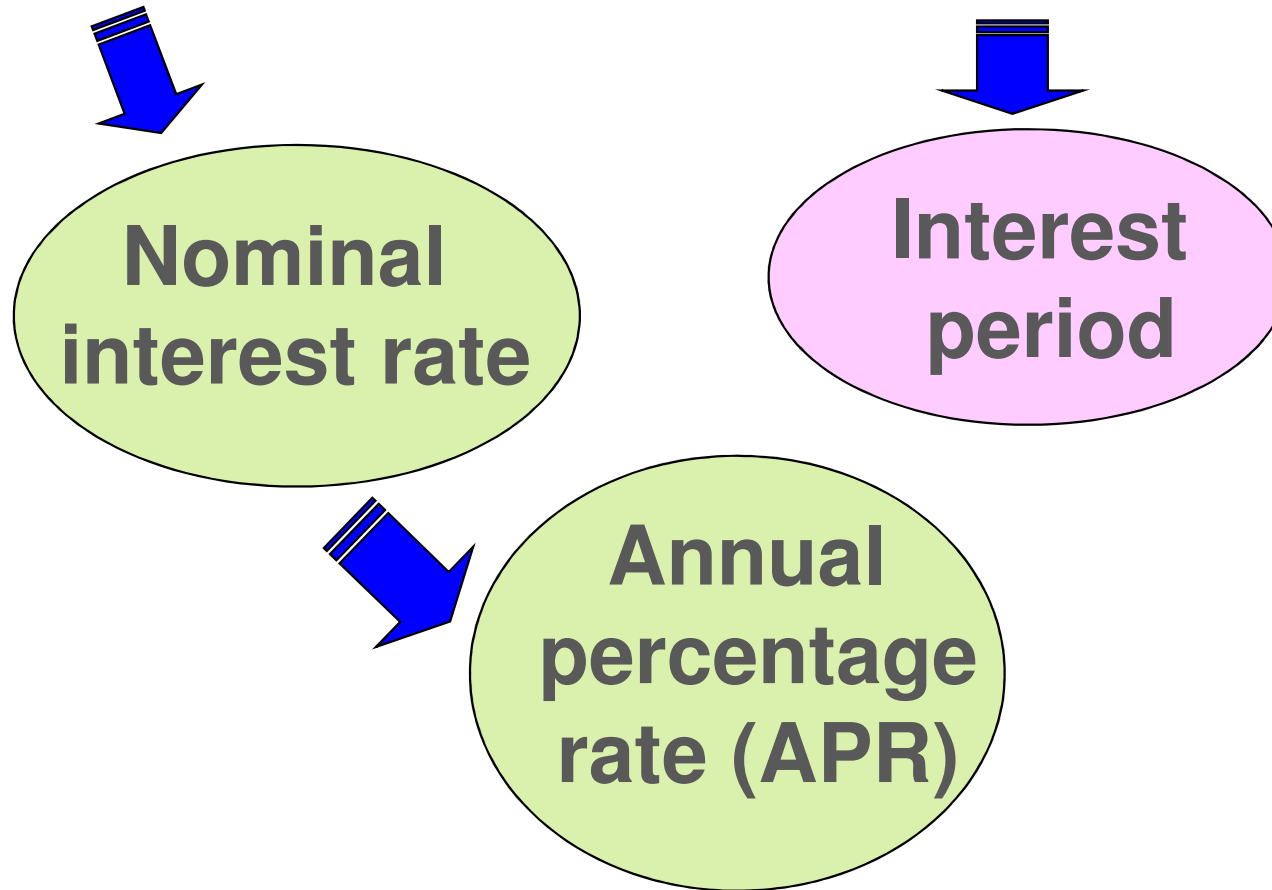 Nominal
interest rate
Interest
period
Annual
percentage
rate (APR)